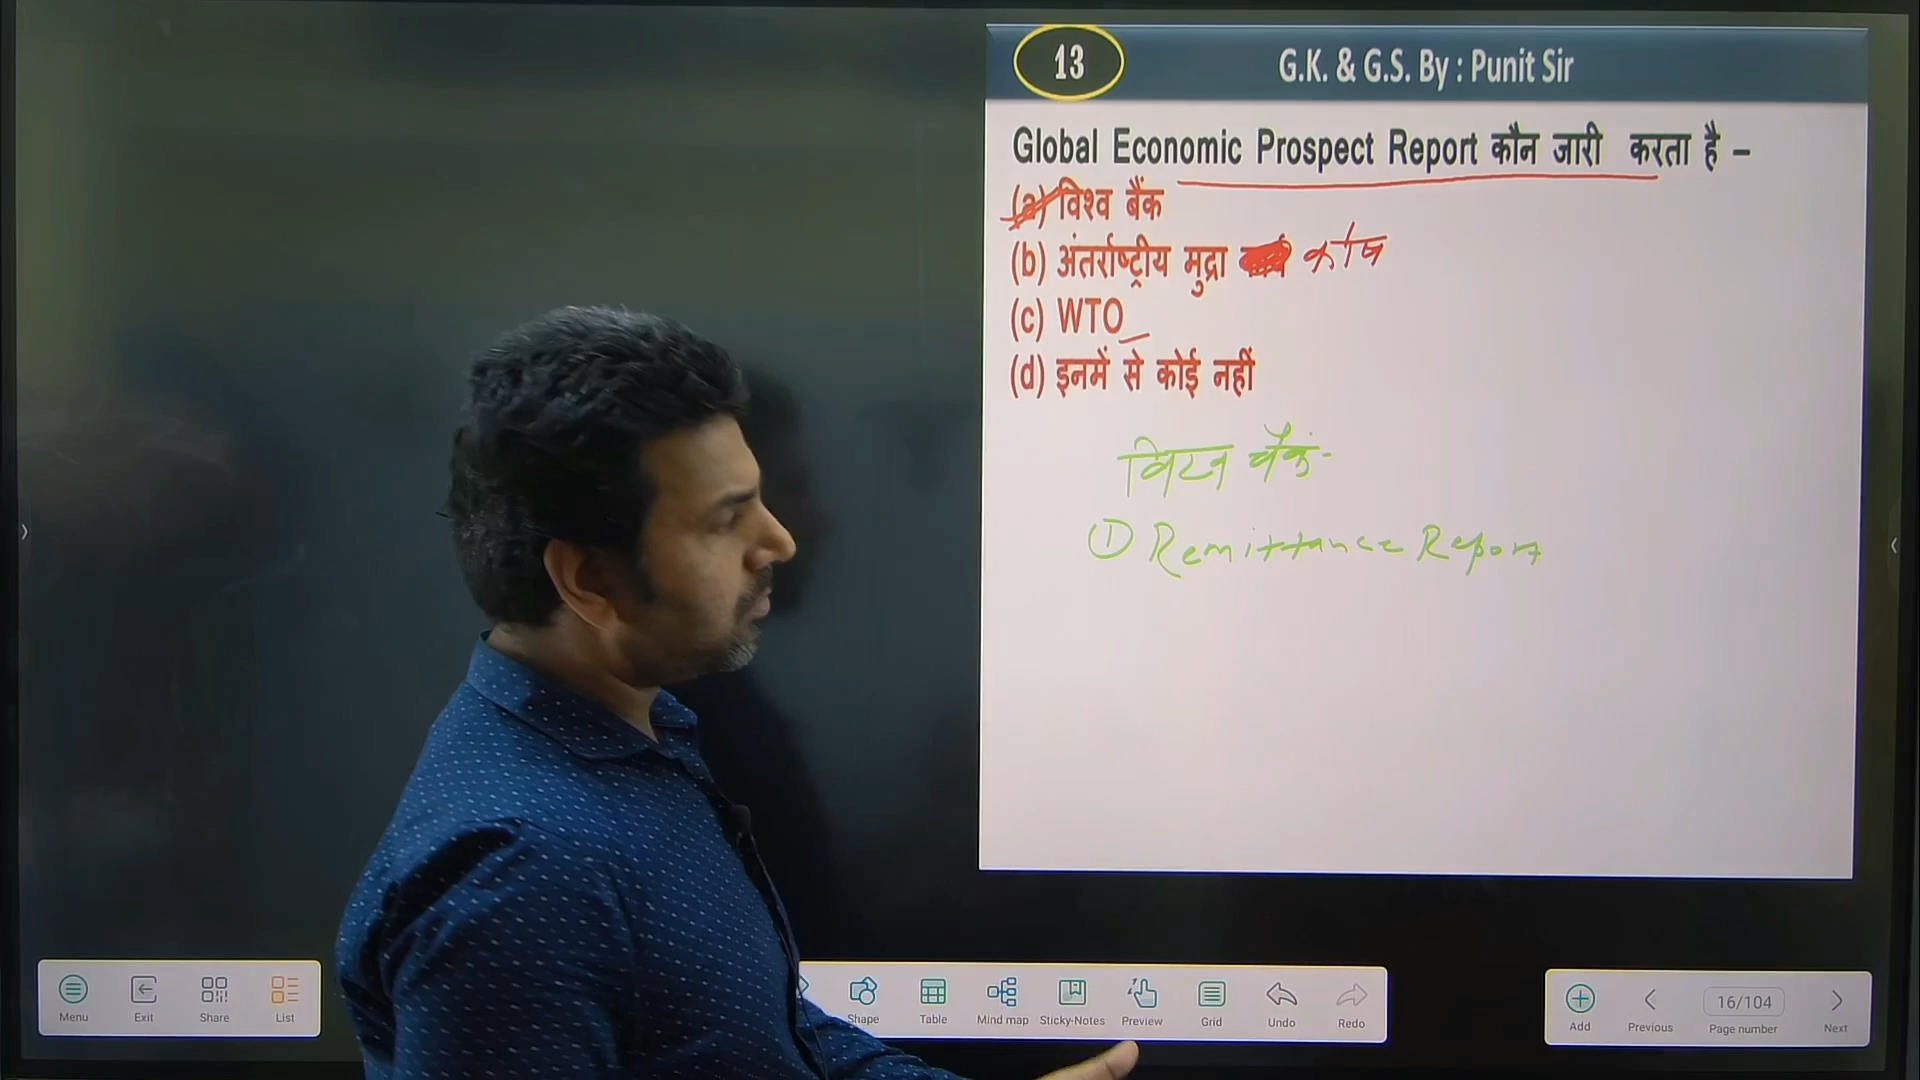 13 G.K. & G.S. By : Punit Sir
Global Economic Prospect Report कौन जारी करता है –
(a) विश्व बैंक
(b) अंतर्राष्ट्रीय मुद्रा कोष
(c) WTO
(d) इनमें से कोई नहीं
विश्व बैंक
① Remittance Report
Menu Exit Share List Shape Table Mind map Sticky-Notes Preview Grid Undo Redo Add Previous 16/104 Page number Next